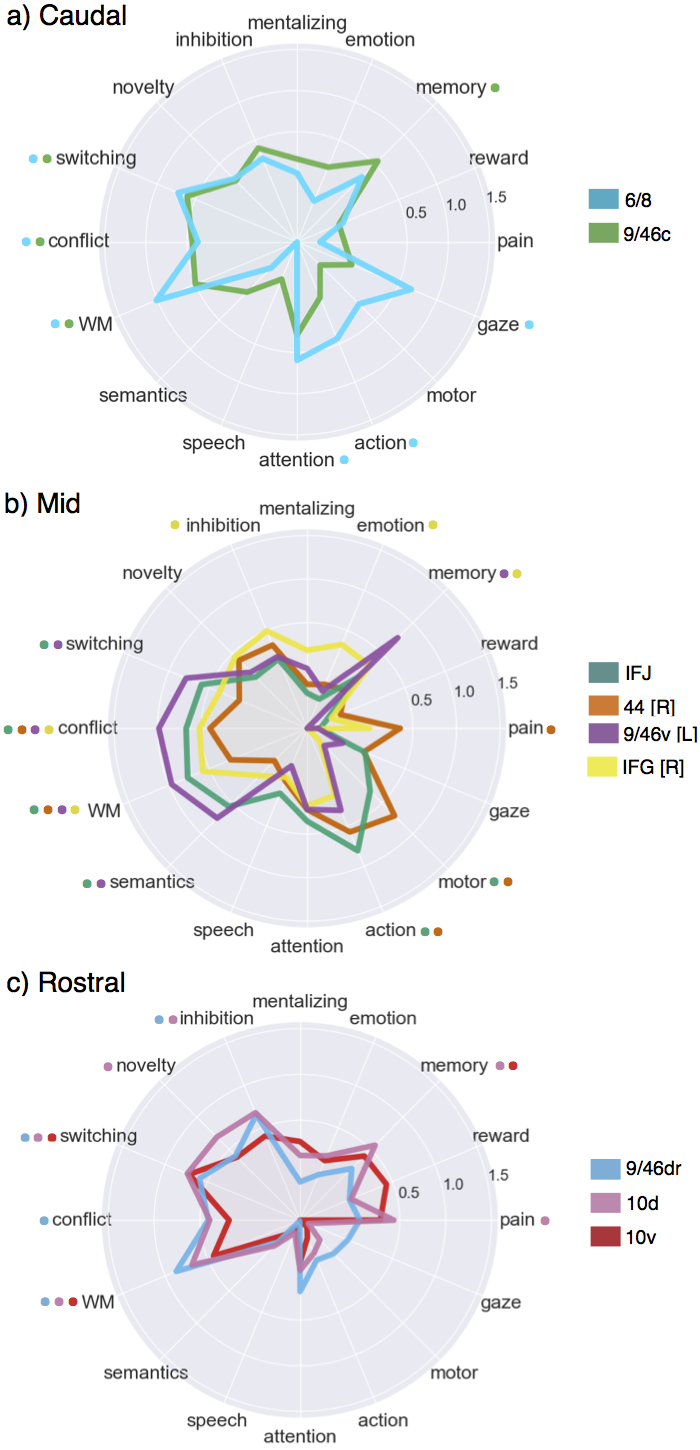 a) Caudal
mentalizing
inhibition
emotion
novelty
memory
switching
reward
0.5
1.0
1.5
6/8
9/46c
conflict
pain
WM
gaze
semantics
motor
speech
action
attention
b) Mid
mentalizing
inhibition
emotion
novelty
memory
switching
reward
0.5
1.0
1.5
IFJ
44 [R]
9/46v [L]
IFG [R]
conflict
pain
WM
gaze
semantics
motor
speech
action
attention
c) Rostral
mentalizing
inhibition
emotion
novelty
memory
switching
reward
0.5
1.0
1.5
9/46dr
10d
10v
conflict
pain
WM
gaze
semantics
motor
speech
action
attention